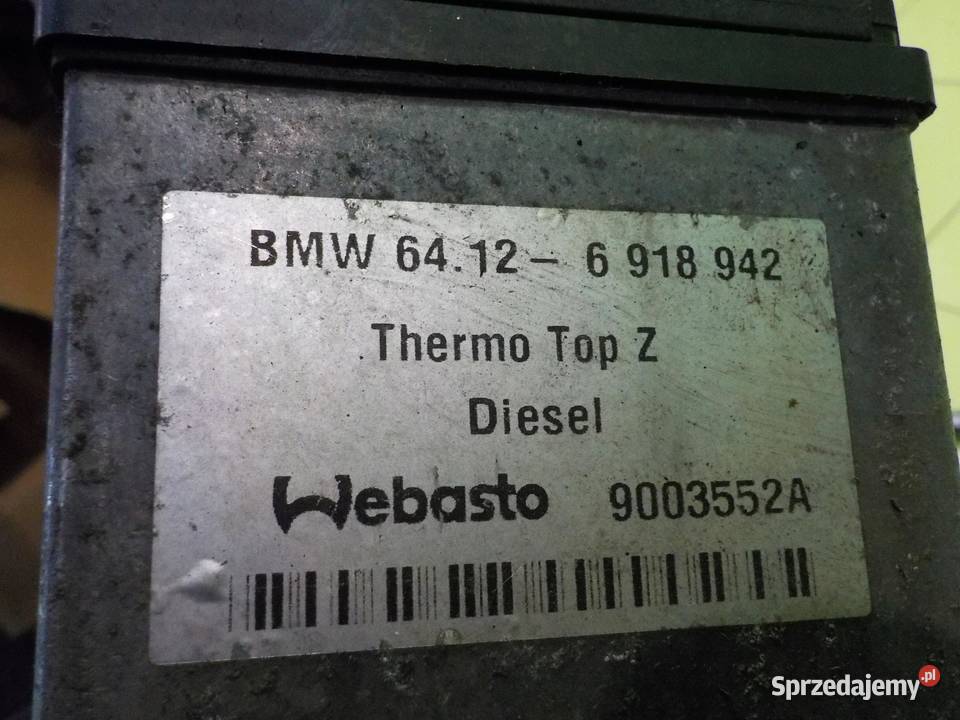 BMW 64.12 – 6 918 942
Thermo Top Z
Diesel
Webasto 9003552A
Sprzedajemy.pl